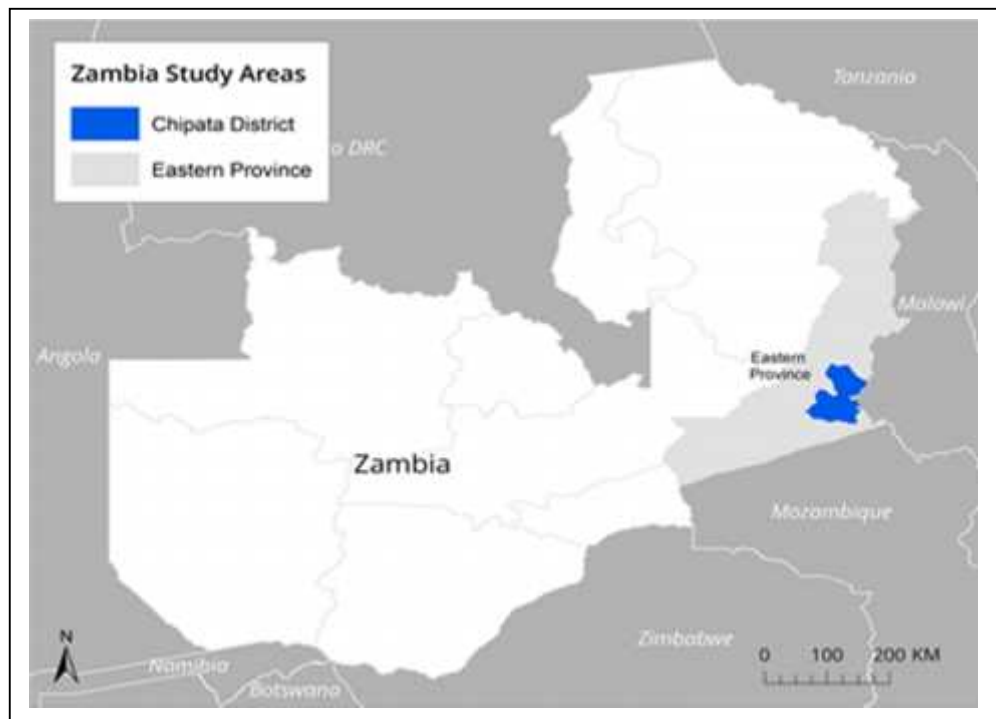 Zambia Study Areas
Chipata District
Eastern Province
Tanzania
o DRC
Malawi
Angola
Eastern
Province
Zambia
Mozambique
Zimbabwe
N
0 100 200 KM
Namibia
Botswana